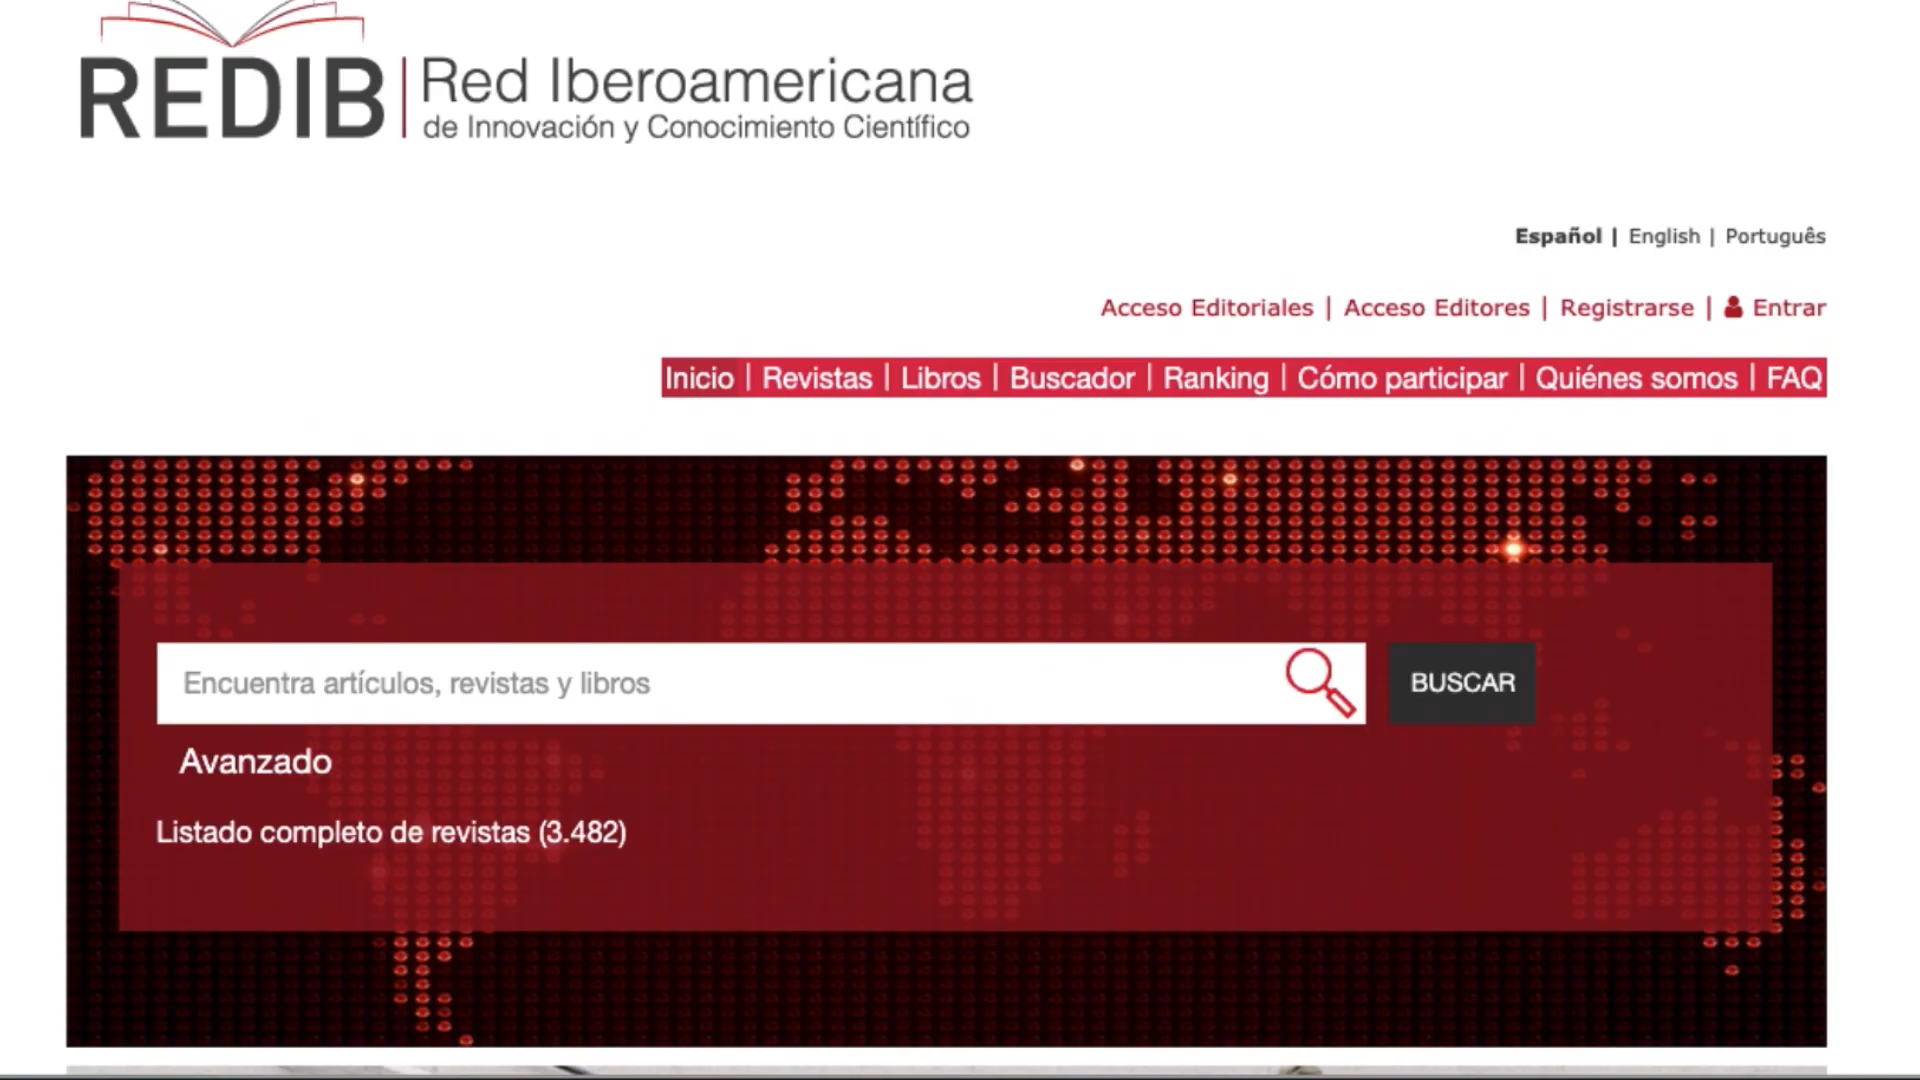 REDIB
Red Iberoamericana
de Innovación y Conocimiento Científico
Español | English | Português
Acceso Editoriales | Acceso Editores | Registrarse | Entrar
Inicio | Revistas | Libros | Buscador | Ranking | Cómo participar | Quiénes somos | FAQ
Encuentra artículos, revistas y libros
BUSCAR
Avanzado
Listado completo de revistas (3.482)